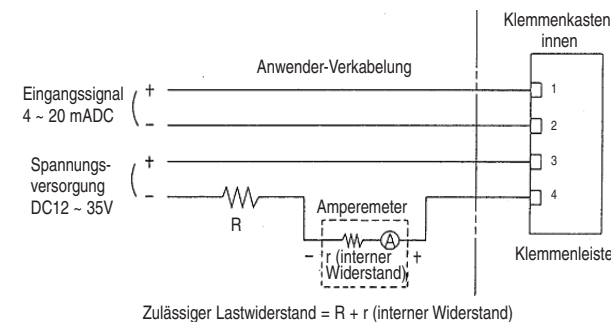 Klemmenkasten
innen
Anwender-Verkabelung
Eingangssignal
4 ~ 20 mADC
+
−
1
2
Spannungs-
versorgung
DC12 ~ 35V
+
−
3
4
R
Amperemeter
A
−
+
r (interner
Widerstand)
Klemmenleiste
Zulässiger Lastwiderstand = R + r (interner Widerstand)